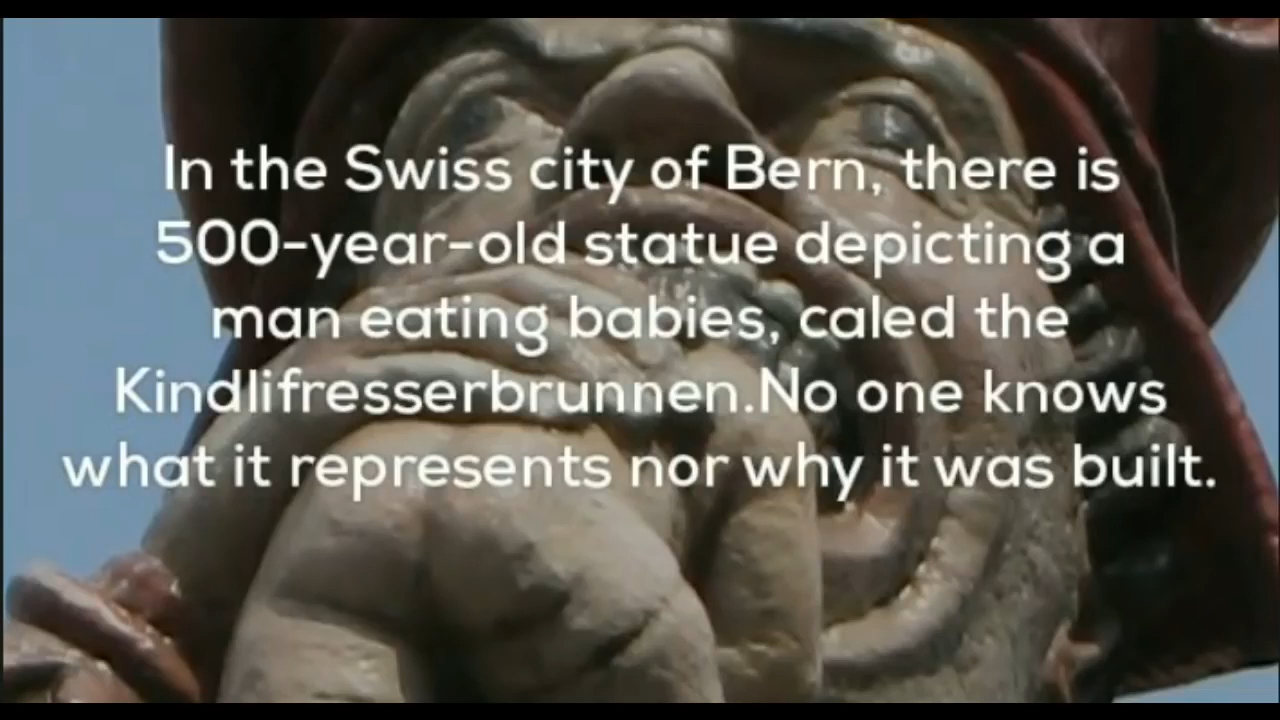 In the Swiss city of Bern, there is
500-year-old statue depicting a
man eating babies, caled the
Kindlifresserbrunnen.No one knows
what it represents nor why it was built.